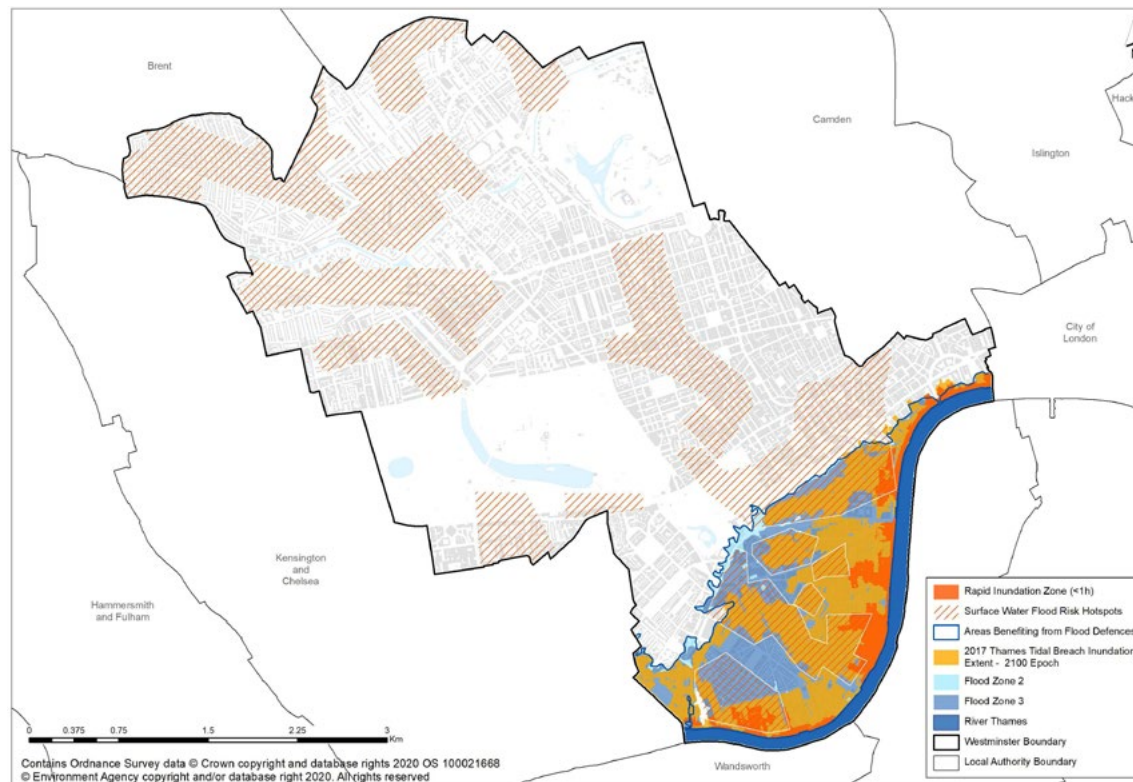 Brent
Camden
Hack
Islington
City of
London
Kensington
and
Chelsea
Hammersmith
and Fulham
Wandsworth
Rapid Inundation Zone (<1h)
Surface Water Flood Risk Hotspots
Areas Benefiting from Flood Defences
2017 Thames Tidal Breach Inundation
Extent - 2100 Epoch
Flood Zone 2
Flood Zone 3
River Thames
Westminster Boundary
Local Authority Boundary
0 0.375 0.75 1.5 2.25 3
Km
Contains Ordnance Survey data © Crown copyright and database rights 2020 OS 100021668
© Environment Agency copyright and/or database right 2020. All rights reserved